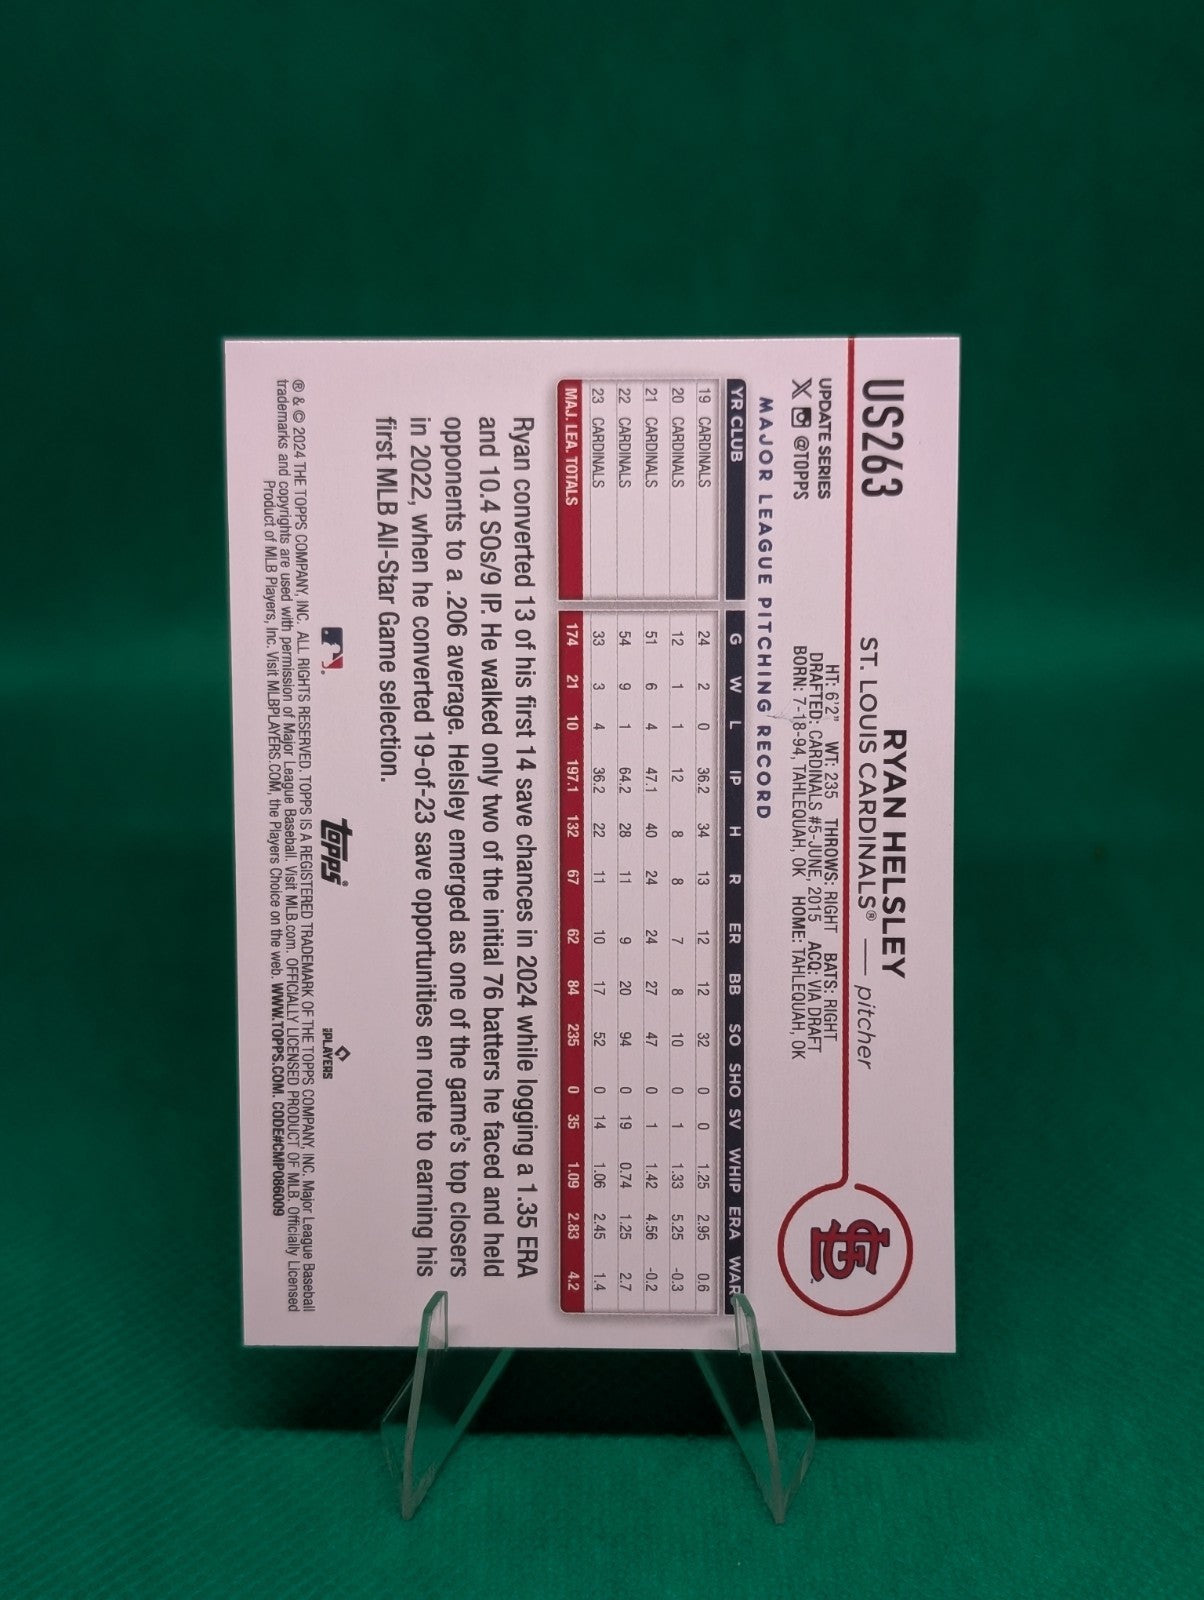 US263
RYAN HELSLEY
ST. LOUIS CARDINALS® — pitcher
UPDATE SERIES
@TOPPS
HT: 6'2" WT: 235 THROWS: RIGHT BATS: RIGHT
DRAFTED: CARDINALS #5-JUNE, 2015 ACQ: VIA DRAFT
BORN: 7-18-94, TAHLEQUAH, OK HOME: TAHLEQUAH, OK
MAJOR LEAGUE PITCHING RECORD
YR CLUB G W L IP H R ER BB SO SHO SV WHIP ERA WAR
19 CARDINALS 24 2 0 36.2 34 13 12 12 32 0 0 1.25 2.95 0.6
20 CARDINALS 12 1 1 12 8 8 7 8 10 0 1 1.33 5.25 -0.3
21 CARDINALS 51 6 4 47.1 40 24 24 27 47 0 1 1.42 4.56 -0.2
22 CARDINALS 54 9 1 64.2 28 11 9 20 94 0 19 0.74 1.25 2.7
23 CARDINALS 33 3 4 36.2 22 11 10 17 52 0 14 1.06 2.45 1.4
MAJ. LEA. TOTALS 174 21 10 197.1 132 67 62 84 235 0 35 1.09 2.83 4.2
Ryan converted 13 of his first 14 save chances in 2024 while logging a 1.35 ERA
and 10.4 SOs/9 IP. He walked only two of the initial 76 batters he faced and held
opponents to a .206 average. Helsley emerged as one of the game's top closers
in 2022, when he converted 19-of-23 save opportunities en route to earning his
first MLB All-Star Game selection.
topps®
PLAYERS
® & © 2024 THE TOPPS COMPANY, INC. ALL RIGHTS RESERVED. TOPPS IS A REGISTERED TRADEMARK OF THE TOPPS COMPANY, INC. Major League Baseball
trademarks and copyrights are used with permission of Major League Baseball. Visit MLB.com. OFFICIALLY LICENSED PRODUCT OF MLB. Officially Licensed
Product of MLB Players, Inc. Visit MLBPLAYERS.COM, the Players Choice on the web. WWW.TOPPS.COM. CODE#CMP086009